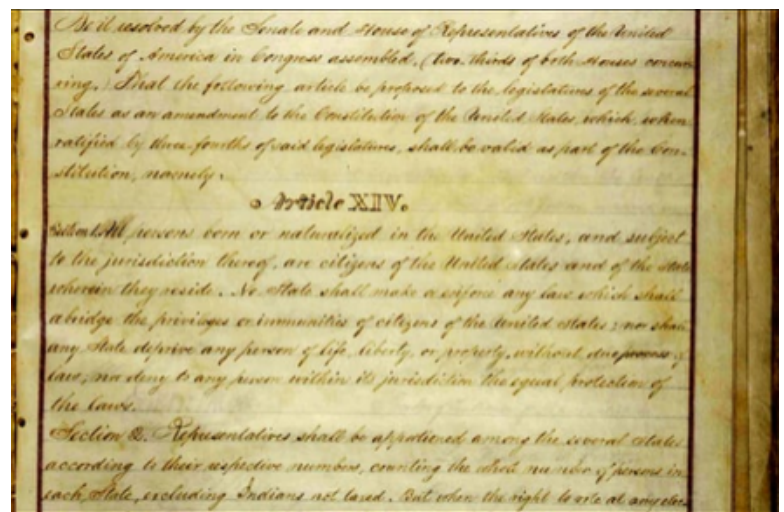 Be it resolved by the Senate and House of Representatives of the United
States of America in Congress assembled, (two thirds of both Houses concur-
ring,) That the following article be proposed to the legislatures of the several
States as an amendment to the Constitution of the United States, which, when
ratified by three-fourths of said legislatures, shall be valid as part of the Con-
stitution, namely:
Article XIV.
Section 1. All persons born or naturalized in the United States, and subject
to the jurisdiction thereof, are citizens of the United States and of the State
wherein they reside. No State shall make or enforce any law which shall
abridge the privileges or immunities of citizens of the United States; nor shall
any State deprive any person of life, liberty, or property, without due process of
law; nor deny to any person within its jurisdiction the equal protection of
the laws.
Section 2. Representatives shall be apportioned among the several States
according to their respective numbers, counting the whole number of persons in
each State, excluding Indians not taxed. But when the right to vote at any elec-